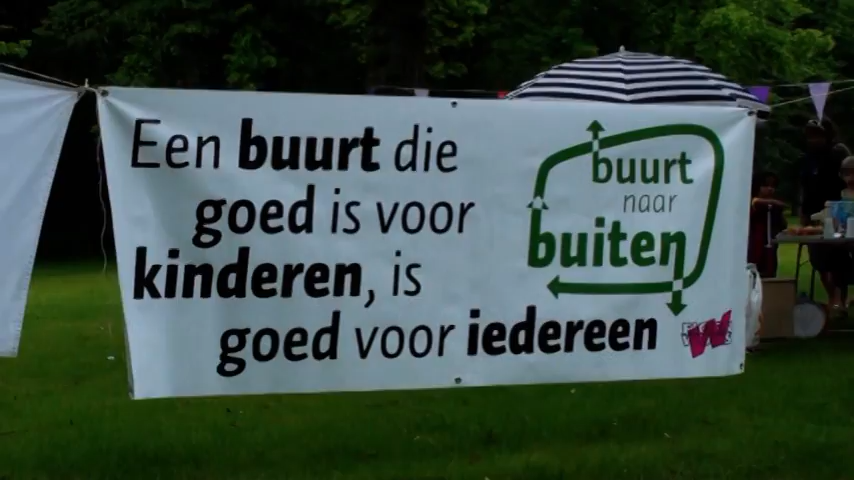 Een buurt die
goed is voor
kinderen, is
goed voor iedereen
buurt
naar
buiten